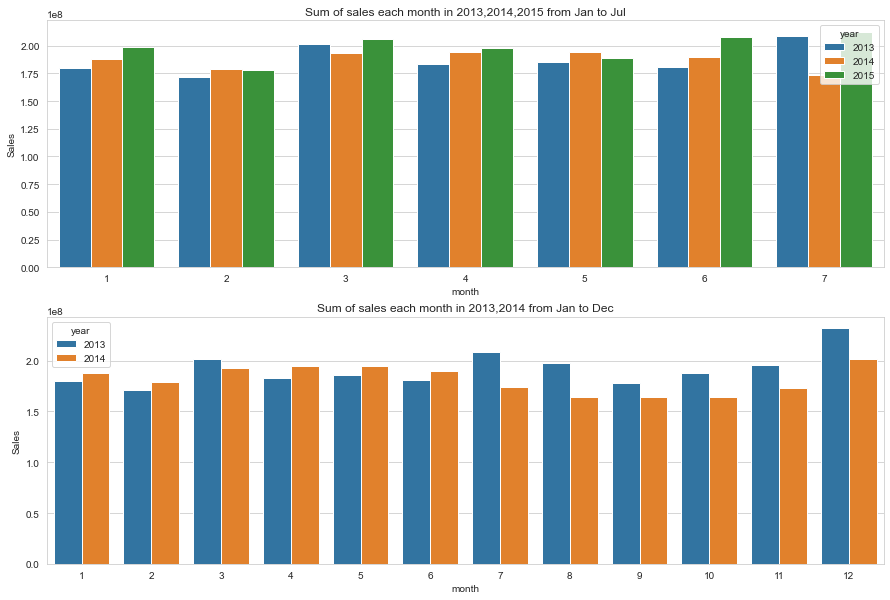 Sum of sales each month in 2013,2014,2015 from Jan to Jul
1e8
year
2013
2014
2015
2.00
1.75
1.50
1.25
1.00
0.75
0.50
0.25
0.00
Sales
1 2 3 4 5 6 7
month
Sum of sales each month in 2013,2014 from Jan to Dec
1e8
year
2013
2014
2.0
1.5
1.0
0.5
0.0
Sales
1 2 3 4 5 6 7 8 9 10 11 12
month